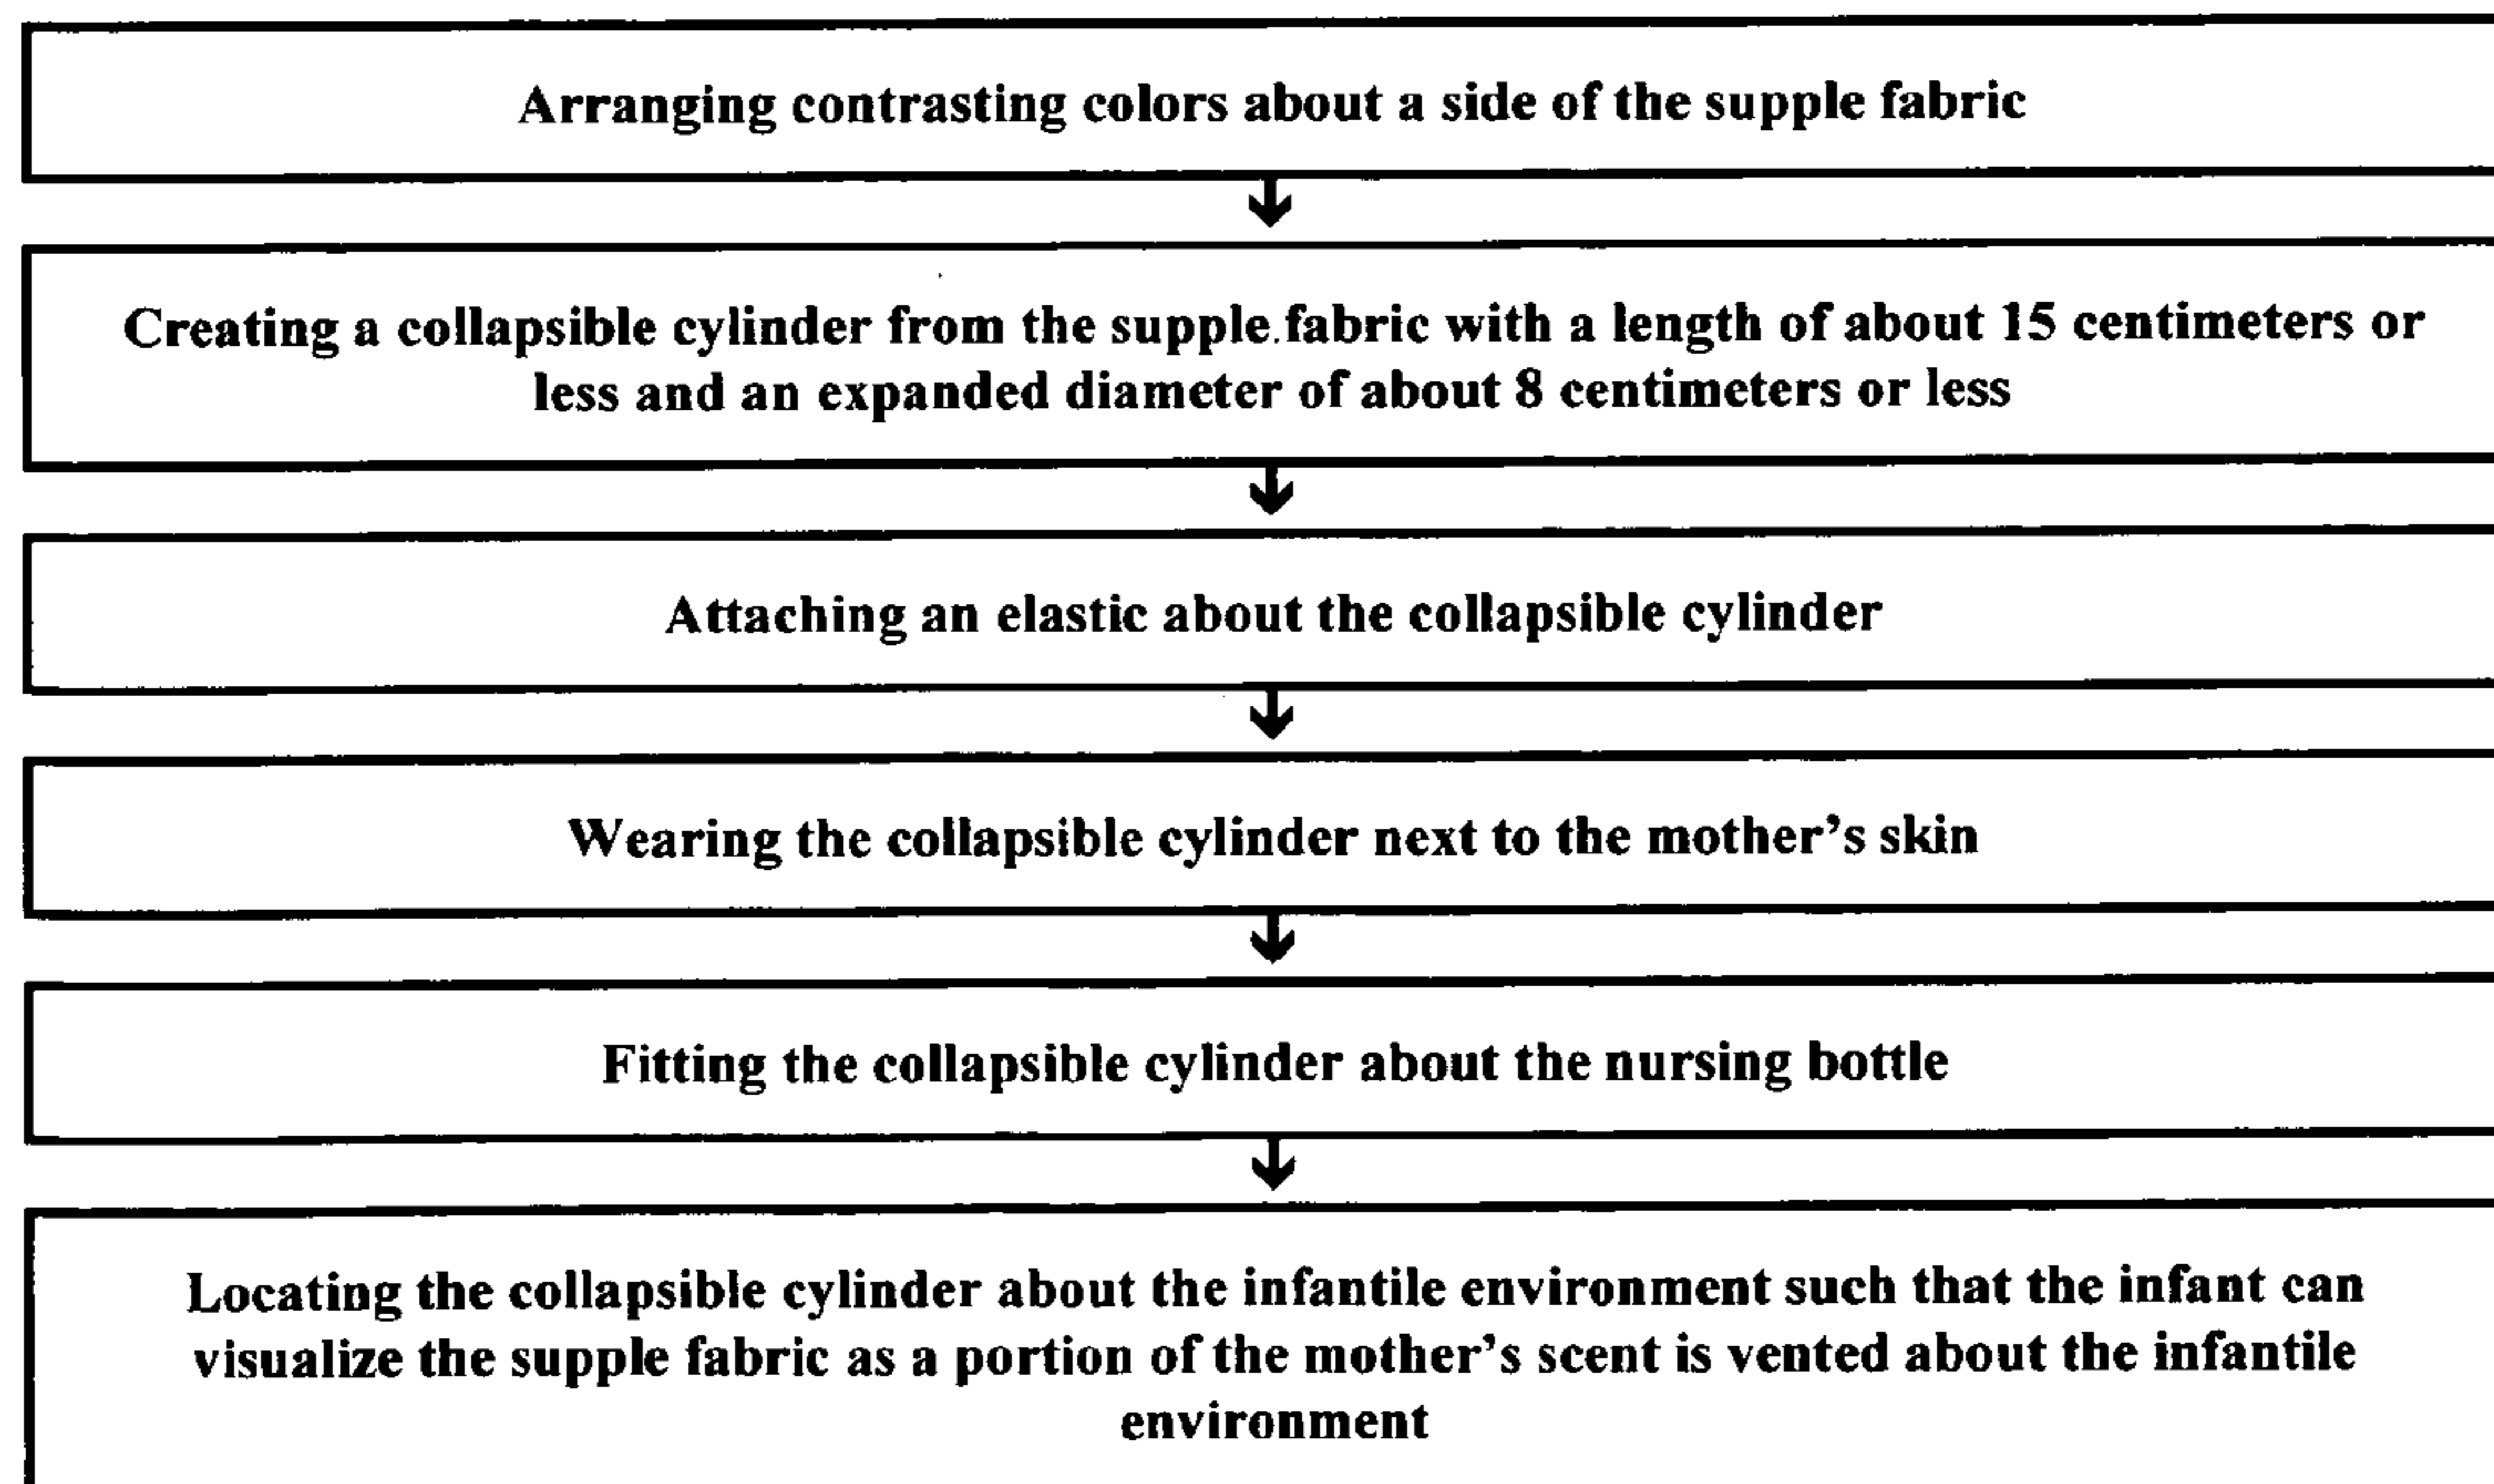 Arranging contrasting colors about a side of the supple fabric
Creating a collapsible cylinder from the supple fabric with a length of about 15 centimeters or
less and an expanded diameter of about 8 centimeters or less
Attaching an elastic about the collapsible cylinder
Wearing the collapsible cylinder next to the mother's skin
Fitting the collapsible cylinder about the nursing bottle
Locating the collapsible cylinder about the infantile environment such that the infant can
visualize the supple fabric as a portion of the mother's scent is vented about the infantile
environment